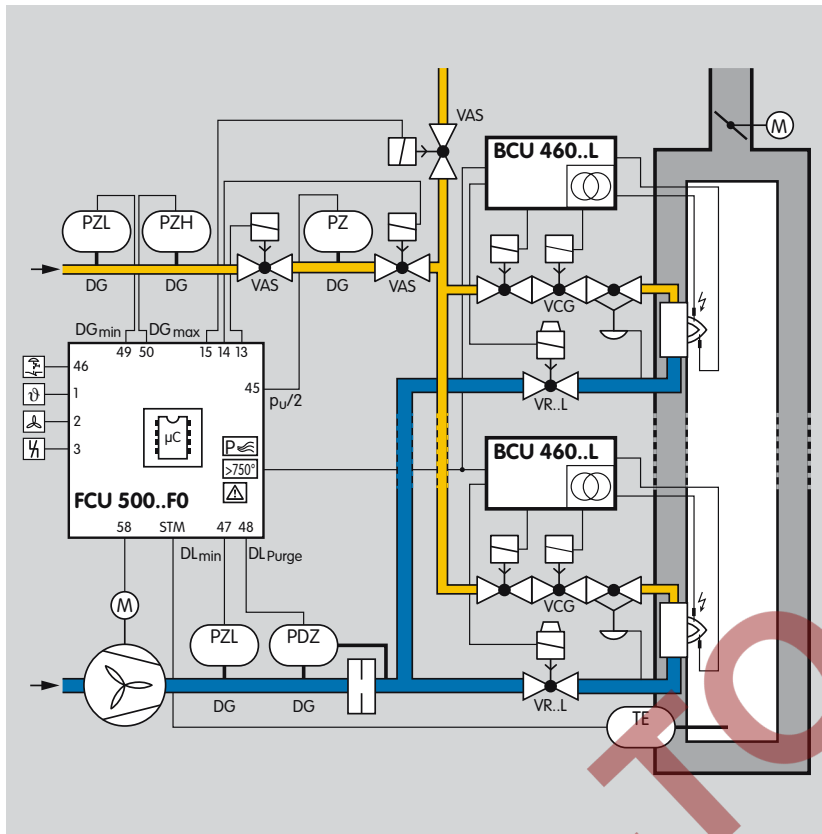 VAS
M
BCU 460..L
PZL
PZH
PZ
DG
DG
VAS
DG
VAS
VCG
DGmin
DGmax
49
50
15
14
13
46
1
2
3
45
pu/2
µC
P
>750°
FCU 500..F0
58
STM
47
48
VR..L
BCU 460..L
DLmin
DLPurge
VCG
M
PZL
PDZ
DG
DG
VR..L
TE
TO